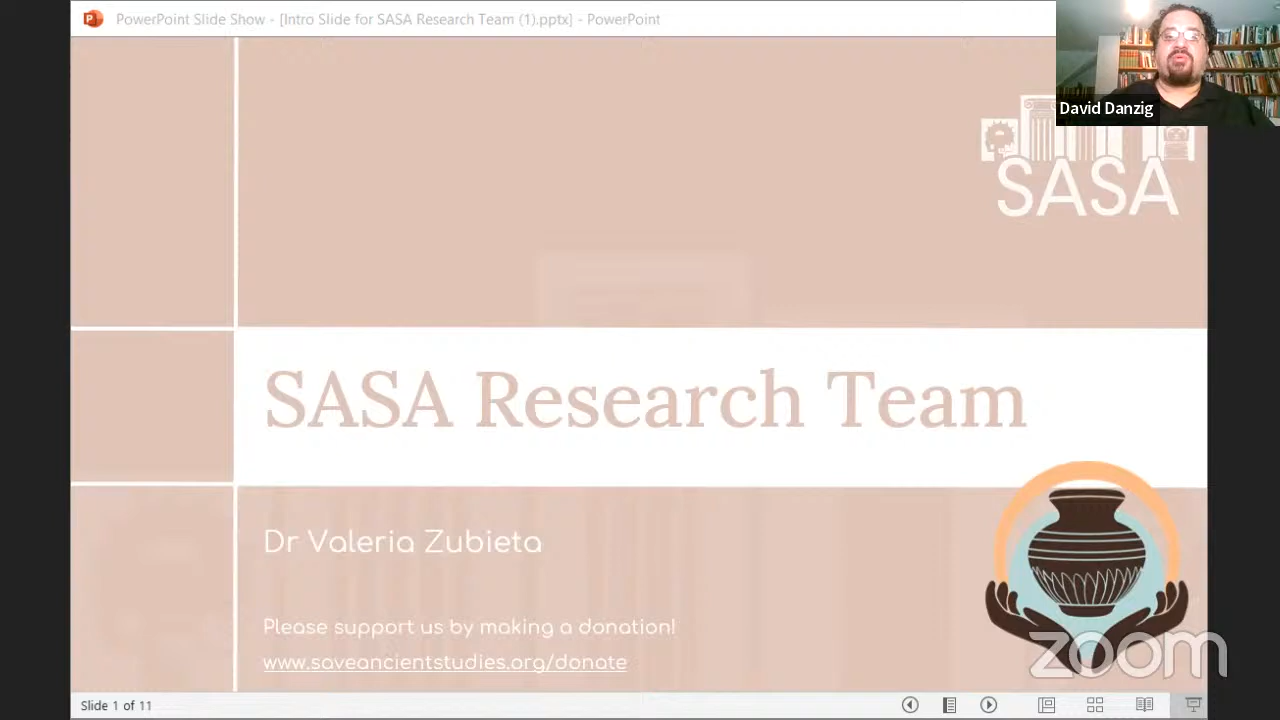 PowerPoint Slide Show - [Intro Slide for SASA Research Team (1).pptx] - PowerPoint
David Danzig
SASA
SASA Research Team
Dr Valeria Zubieta
Please support us by making a donation!
www.saveancientstudies.org/donate
zoom
Slide 1 of 11